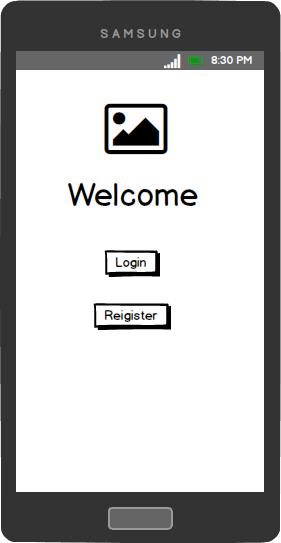 SAMSUNG
8:30 PM
Welcome
Login
Reigister